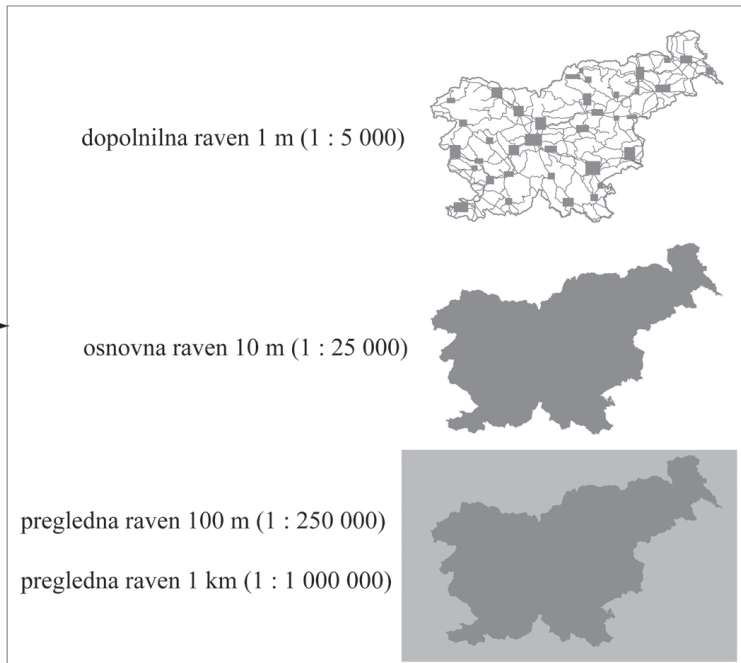 dopolnilna raven 1 m (1 : 5 000)
osnovna raven 10 m (1 : 25 000)
pregledna raven 100 m (1 : 250 000)
pregledna raven 1 km (1 : 1 000 000)